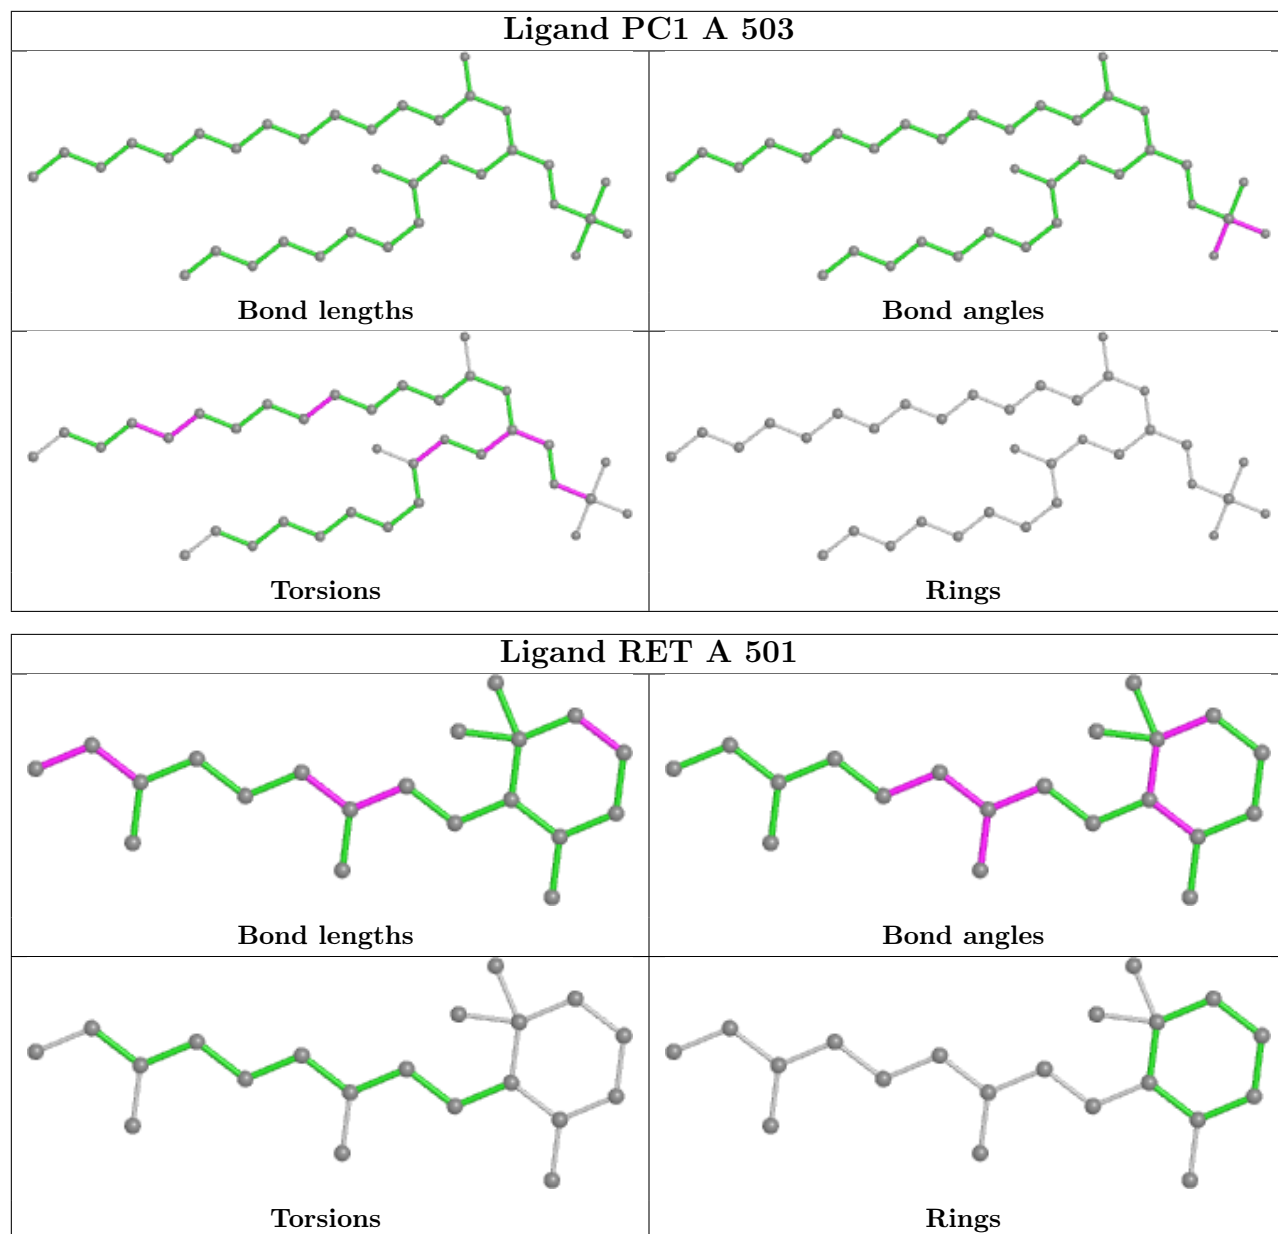 Ligand PC1 A 503
Bond lengths
Bond angles
Torsions
Rings
Ligand RET A 501
Bond lengths
Bond angles
Torsions
Rings